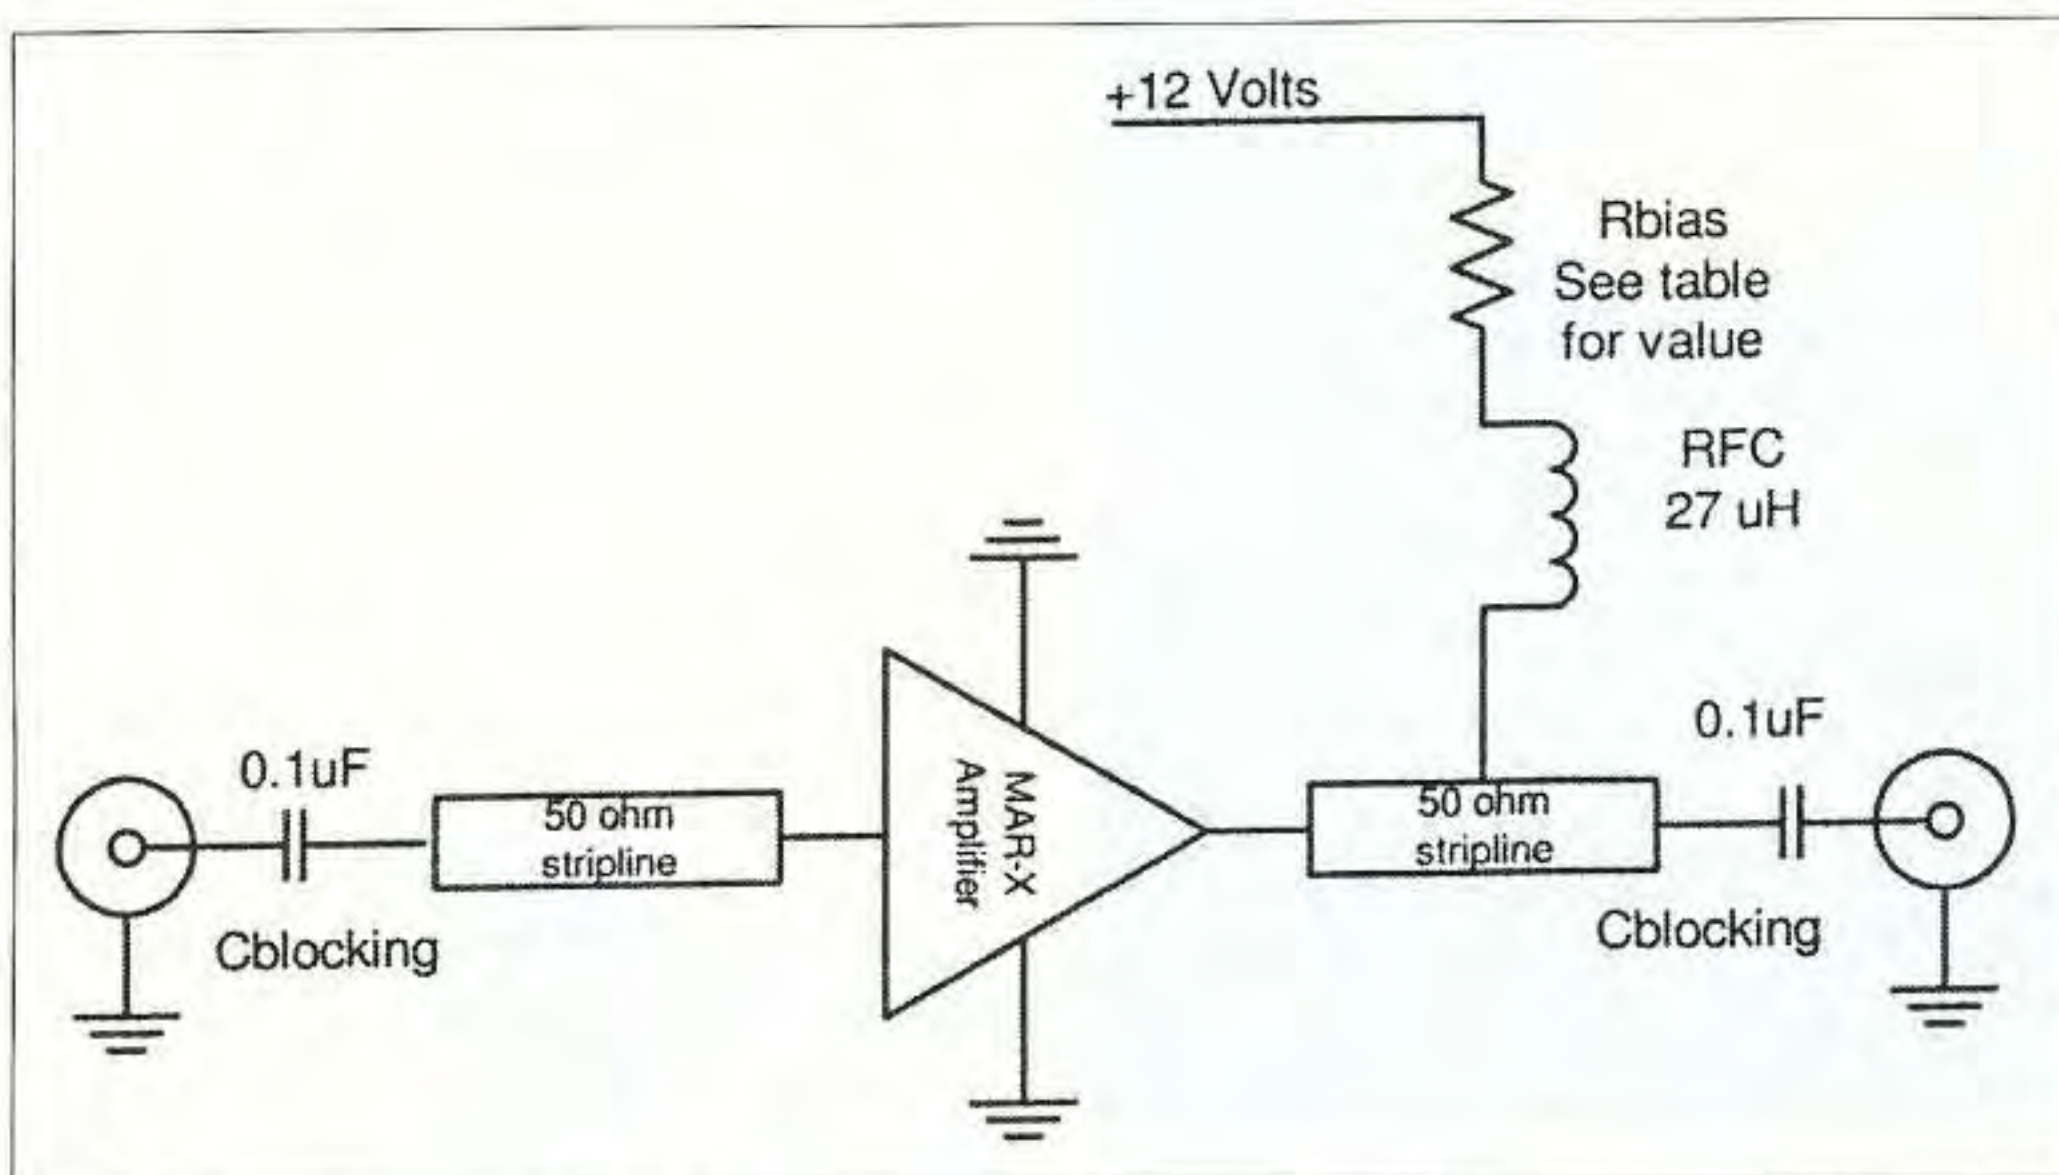 +12 Volts
Rbias
See table
for value
RFC
27 uH
0.1uF
50 ohm
stripline
Cblocking
MAR-X
Amplifier
50 ohm
stripline
0.1uF
Cblocking